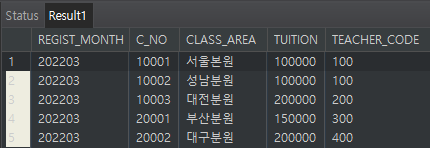 Status Result1
REGIST_MONTH C_NO CLASS_AREA TUITION TEACHER_CODE
1 202203 10001 서울본원 100000 100
2 202203 10002 성남분원 100000 100
3 202203 10003 대전분원 200000 200
4 202203 20001 부산분원 150000 300
5 202203 20002 대구분원 200000 400